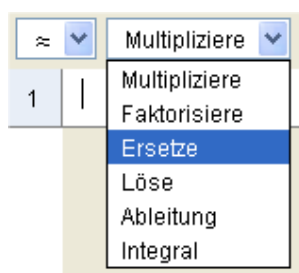 ≈ Multipliziere
1 Multipliziere
Faktorisiere
Ersetze
Löse
Ableitung
Integral